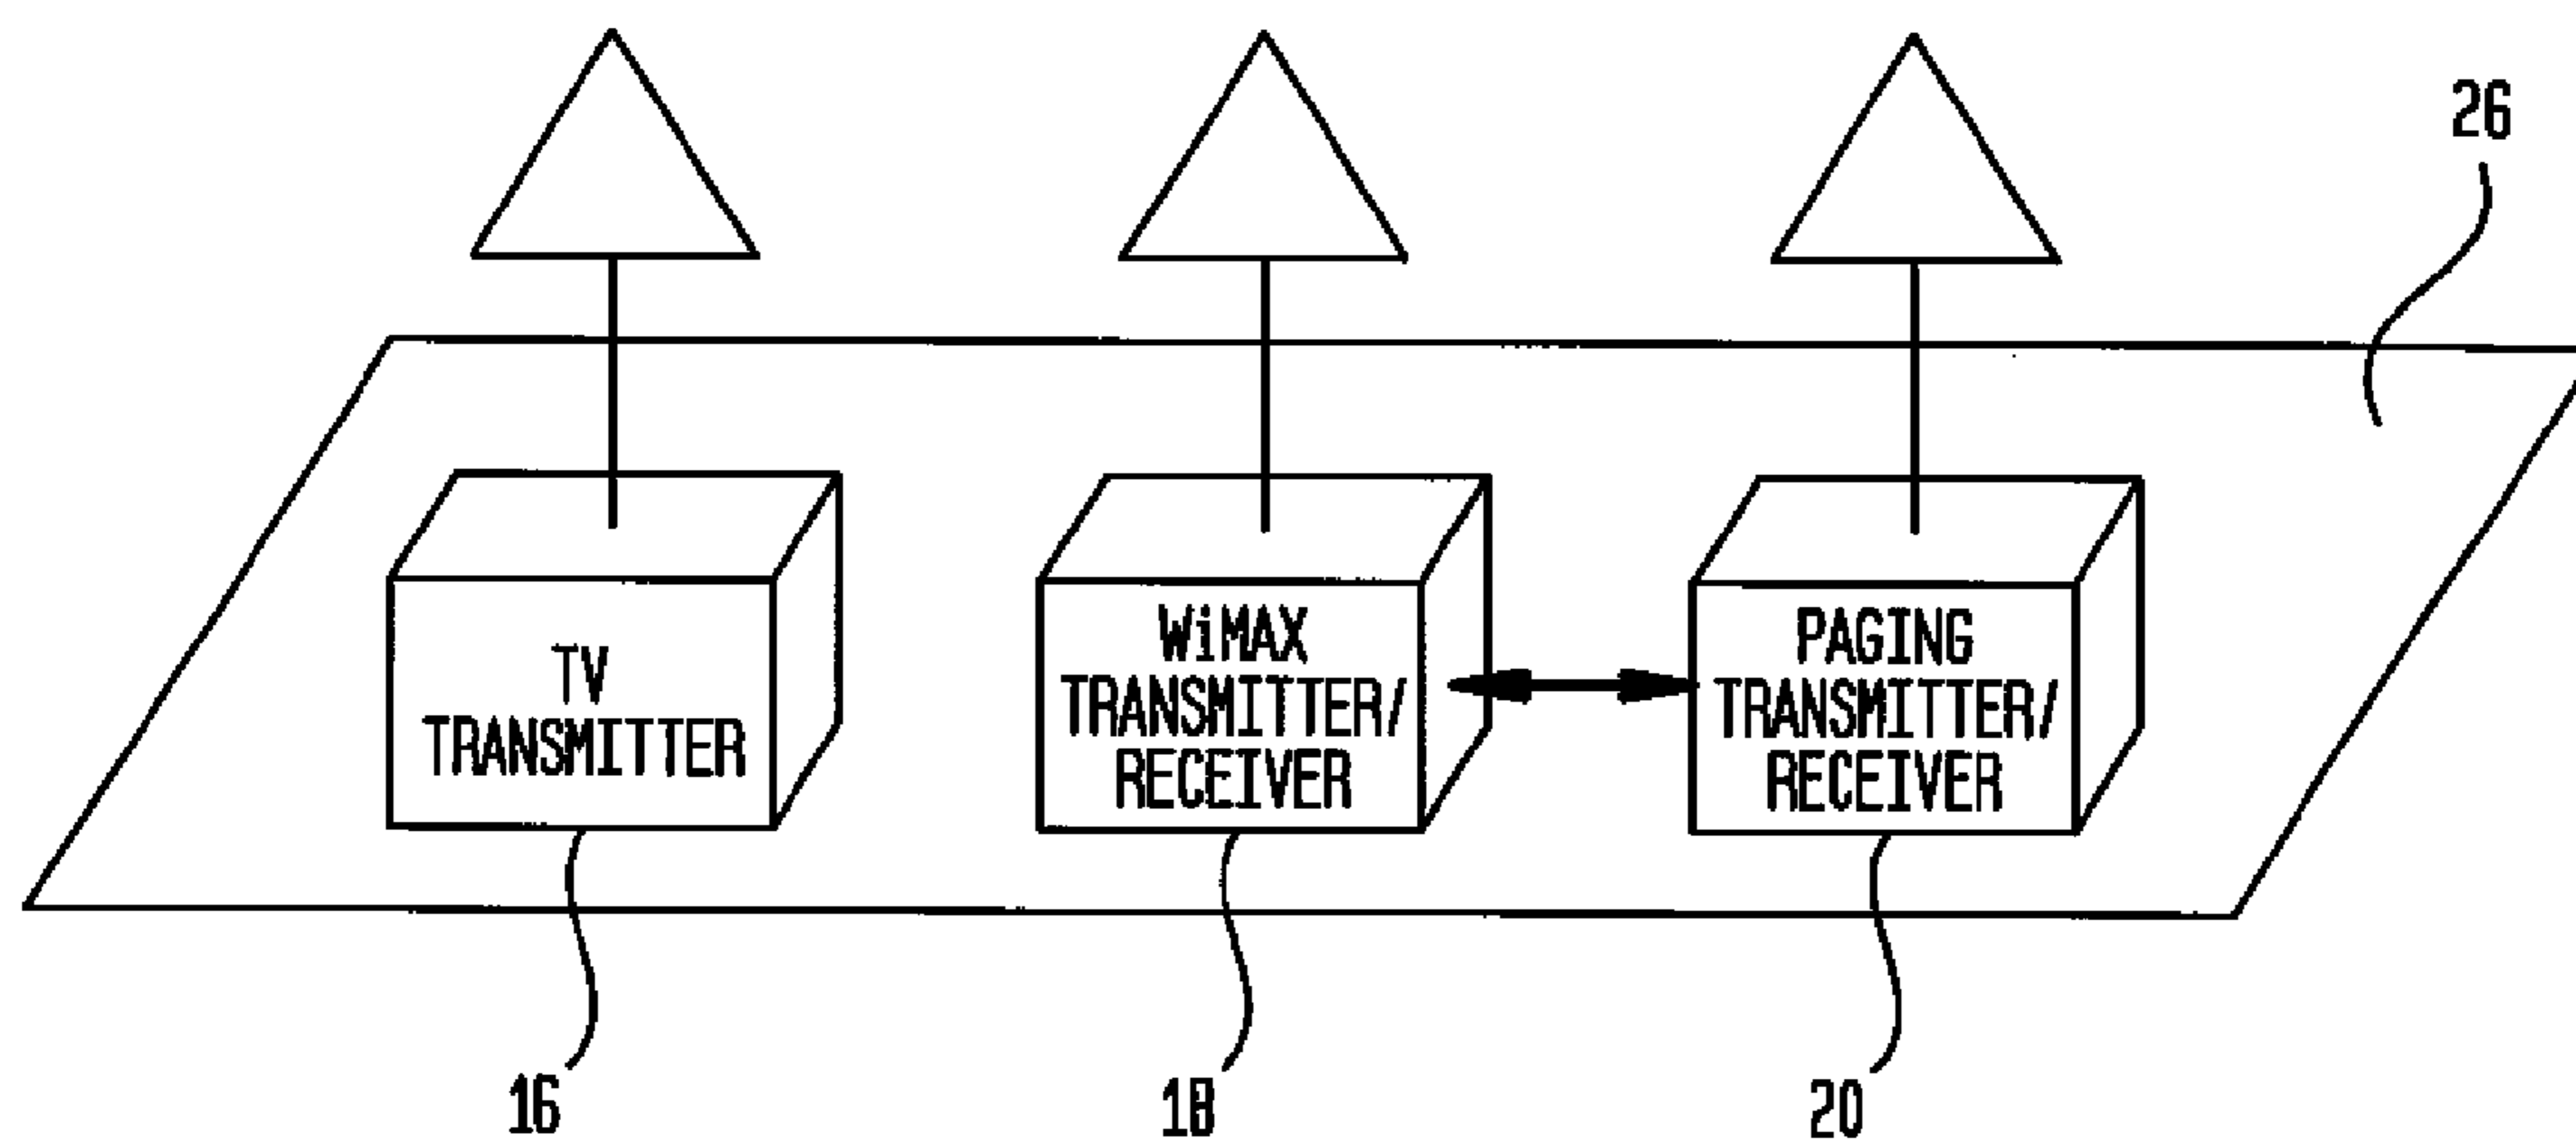 26
TV
TRANSMITTER
WiMAX
TRANSMITTER/
RECEIVER
PAGING
TRANSMITTER/
RECEIVER
16
18
20